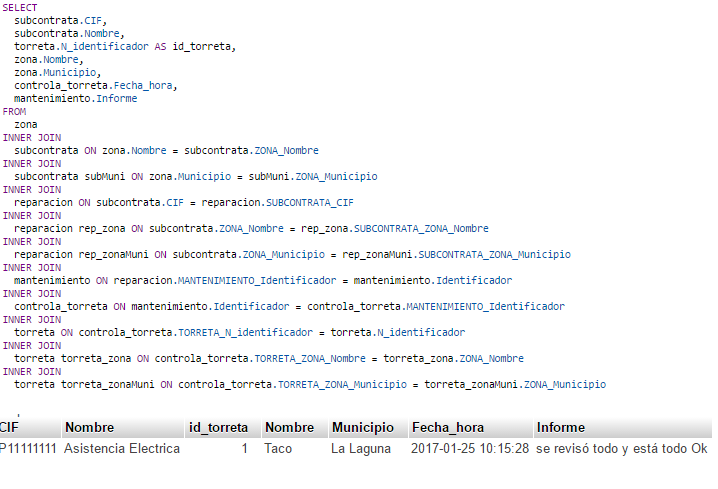 SELECT
subcontrata.CIF,
subcontrata.Nombre,
torreta.N_identificador AS id_torreta,
zona.Nombre,
zona.Municipio,
controla_torreta.Fecha_hora,
mantenimiento.Informe
FROM
zona
INNER JOIN
subcontrata ON zona.Nombre = subcontrata.ZONA_Nombre
INNER JOIN
subcontrata subMuni ON zona.Municipio = subMuni.ZONA_Municipio
INNER JOIN
reparacion ON subcontrata.CIF = reparacion.SUBCONTRATA_CIF
INNER JOIN
reparacion rep_zona ON subcontrata.ZONA_Nombre = rep_zona.SUBCONTRATA_ZONA_Nombre
INNER JOIN
reparacion rep_zonaMuni ON subcontrata.ZONA_Municipio = rep_zonaMuni.SUBCONTRATA_ZONA_Municipio
INNER JOIN
mantenimiento ON reparacion.MANTENIMIENTO_Identificador = mantenimiento.Identificador
INNER JOIN
controla_torreta ON mantenimiento.Identificador = controla_torreta.MANTENIMIENTO_Identificador
INNER JOIN
torreta ON controla_torreta.TORRETA_N_identificador = torreta.N_identificador
INNER JOIN
torreta torreta_zona ON controla_torreta.TORRETA_ZONA_Nombre = torreta_zona.ZONA_Nombre
INNER JOIN
torreta torreta_zonaMuni ON controla_torreta.TORRETA_ZONA_Municipio = torreta_zonaMuni.ZONA_Municipio
CIF Nombre id_torreta Nombre Municipio Fecha_hora Informe
P11111111 Asistencia Electrica 1 Taco La Laguna 2017-01-25 10:15:28 se revisó todo y está todo Ok